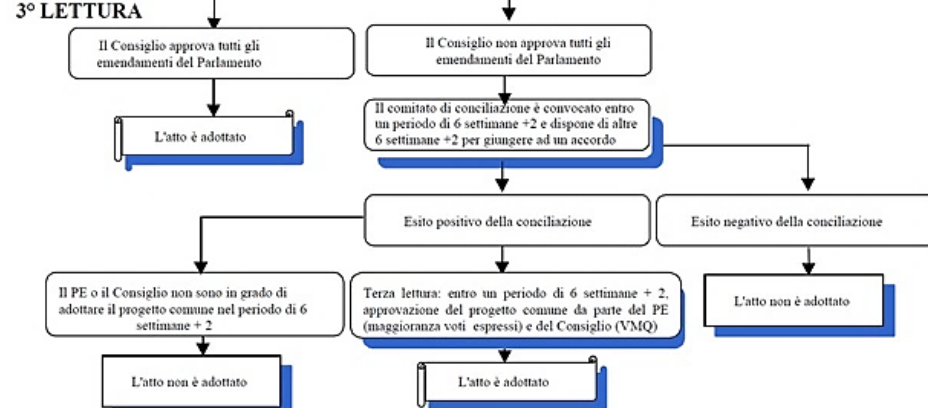 3° LETTURA
Il Consiglio approva tutti gli
emendamenti del Parlamento
Il Consiglio non approva tutti gli
emendamenti del Parlamento
L'atto è adottato
Il comitato di conciliazione è convocato entro
un periodo di 6 settimane +2 e dispone di altre
6 settimane +2 per giungere ad un accordo
Esito positivo della conciliazione
Esito negativo della conciliazione
Il PE o il Consiglio non sono in grado di
adottare il progetto comune nel periodo di 6
settimane + 2
Terza lettura: entro un periodo di 6 settimane + 2,
approvazione del progetto comune da parte del PE
(maggioranza voti espressi) e del Consiglio (VMQ)
L'atto non è adottato
L'atto non è adottato
L'atto è adottato